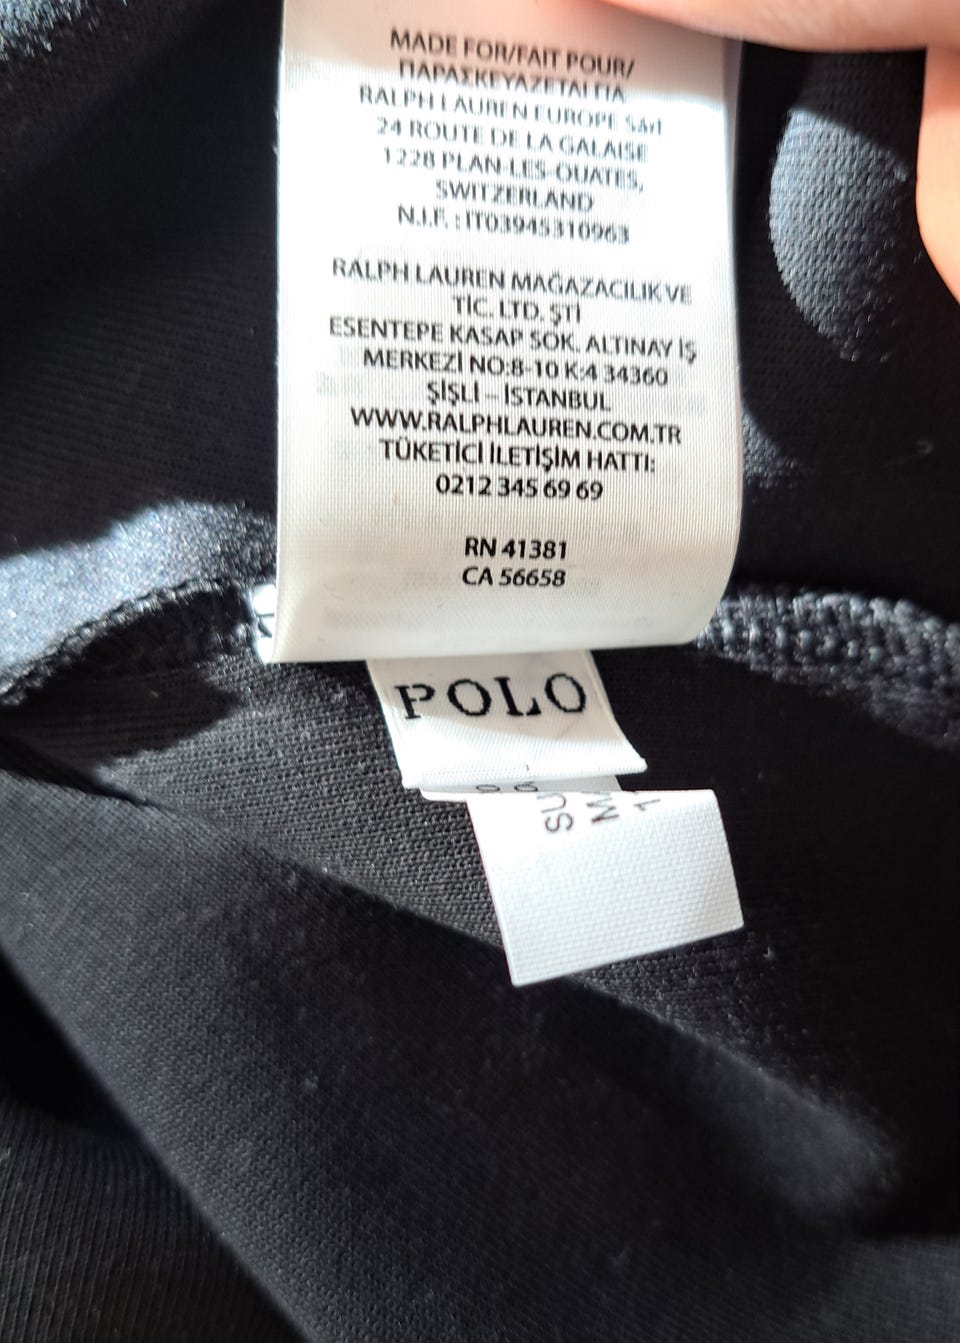 MADE FOR/FAIT POUR/
ΠΑΡΑΣΚΕΥΑΖΕΤΑΙ ΓΙΑ
RALPH LAUREN EUROPE Sàrl
24 ROUTE DE LA GALAISE
1228 PLAN-LES-OUATES,
SWITZERLAND
N.I.F. : IT03945310963
RALPH LAUREN MAĞAZACILIK VE
TİC. LTD. ŞTİ
ESENTEPE KASAP SOK. ALTINAY İŞ
MERKEZİ NO:8-10 K:4 34360
ŞİŞLİ – İSTANBUL
WWW.RALPHLAUREN.COM.TR
TÜKETİCİ İLETİŞİM HATTI:
0212 345 69 69
RN 41381
CA 56658
POLO
SU